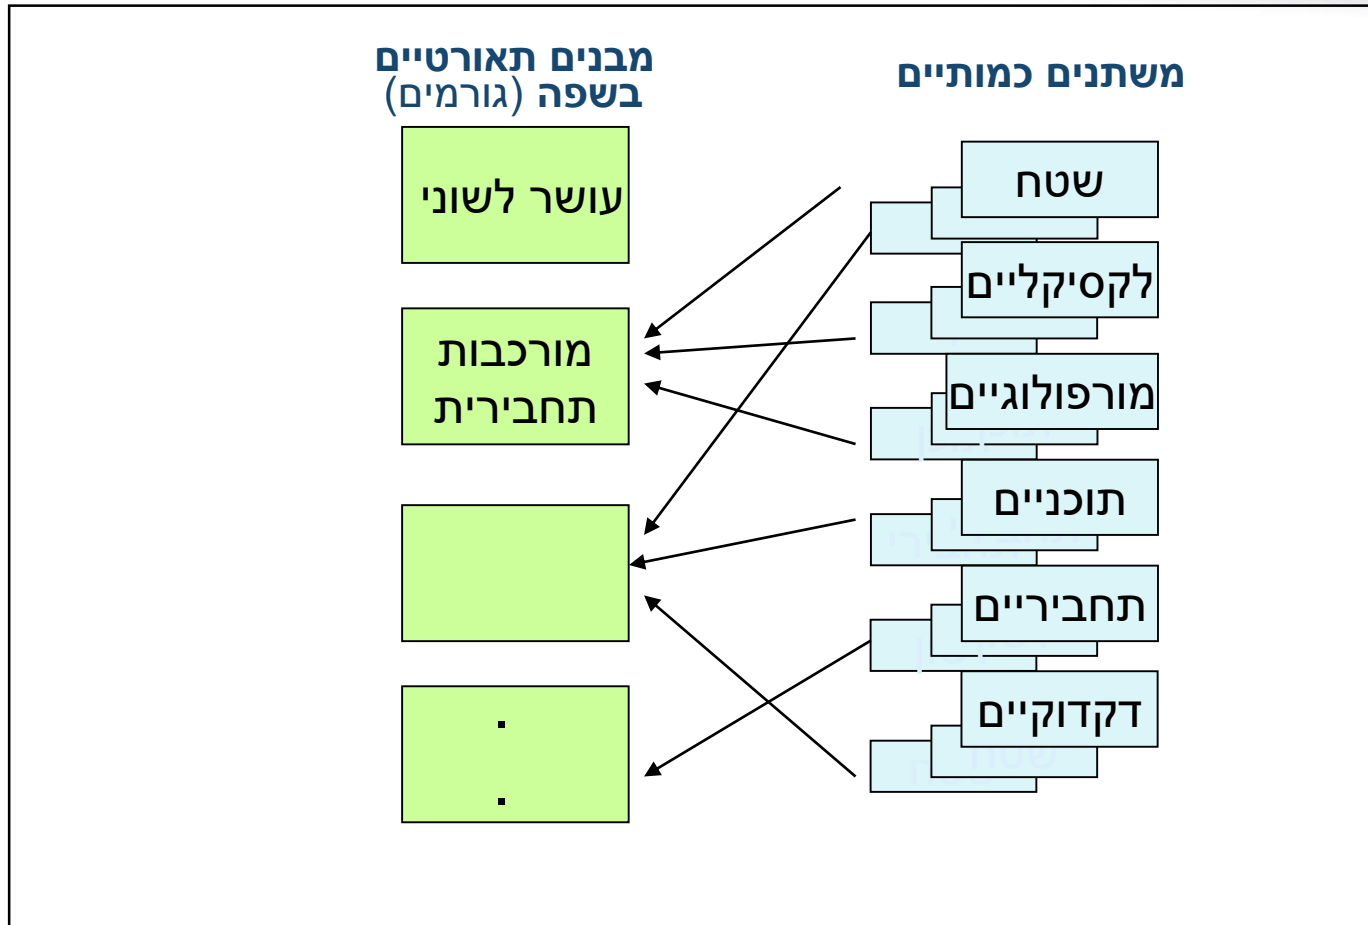 משתנים כמותיים
שטח
לקסיקליים
מורפולוגיים
תוכניים
תחביריים
דקדוקיים
מבנים תאורטיים
בשפה (גורמים)
עושר לשוני
מורכבות
תחבירית
.
.